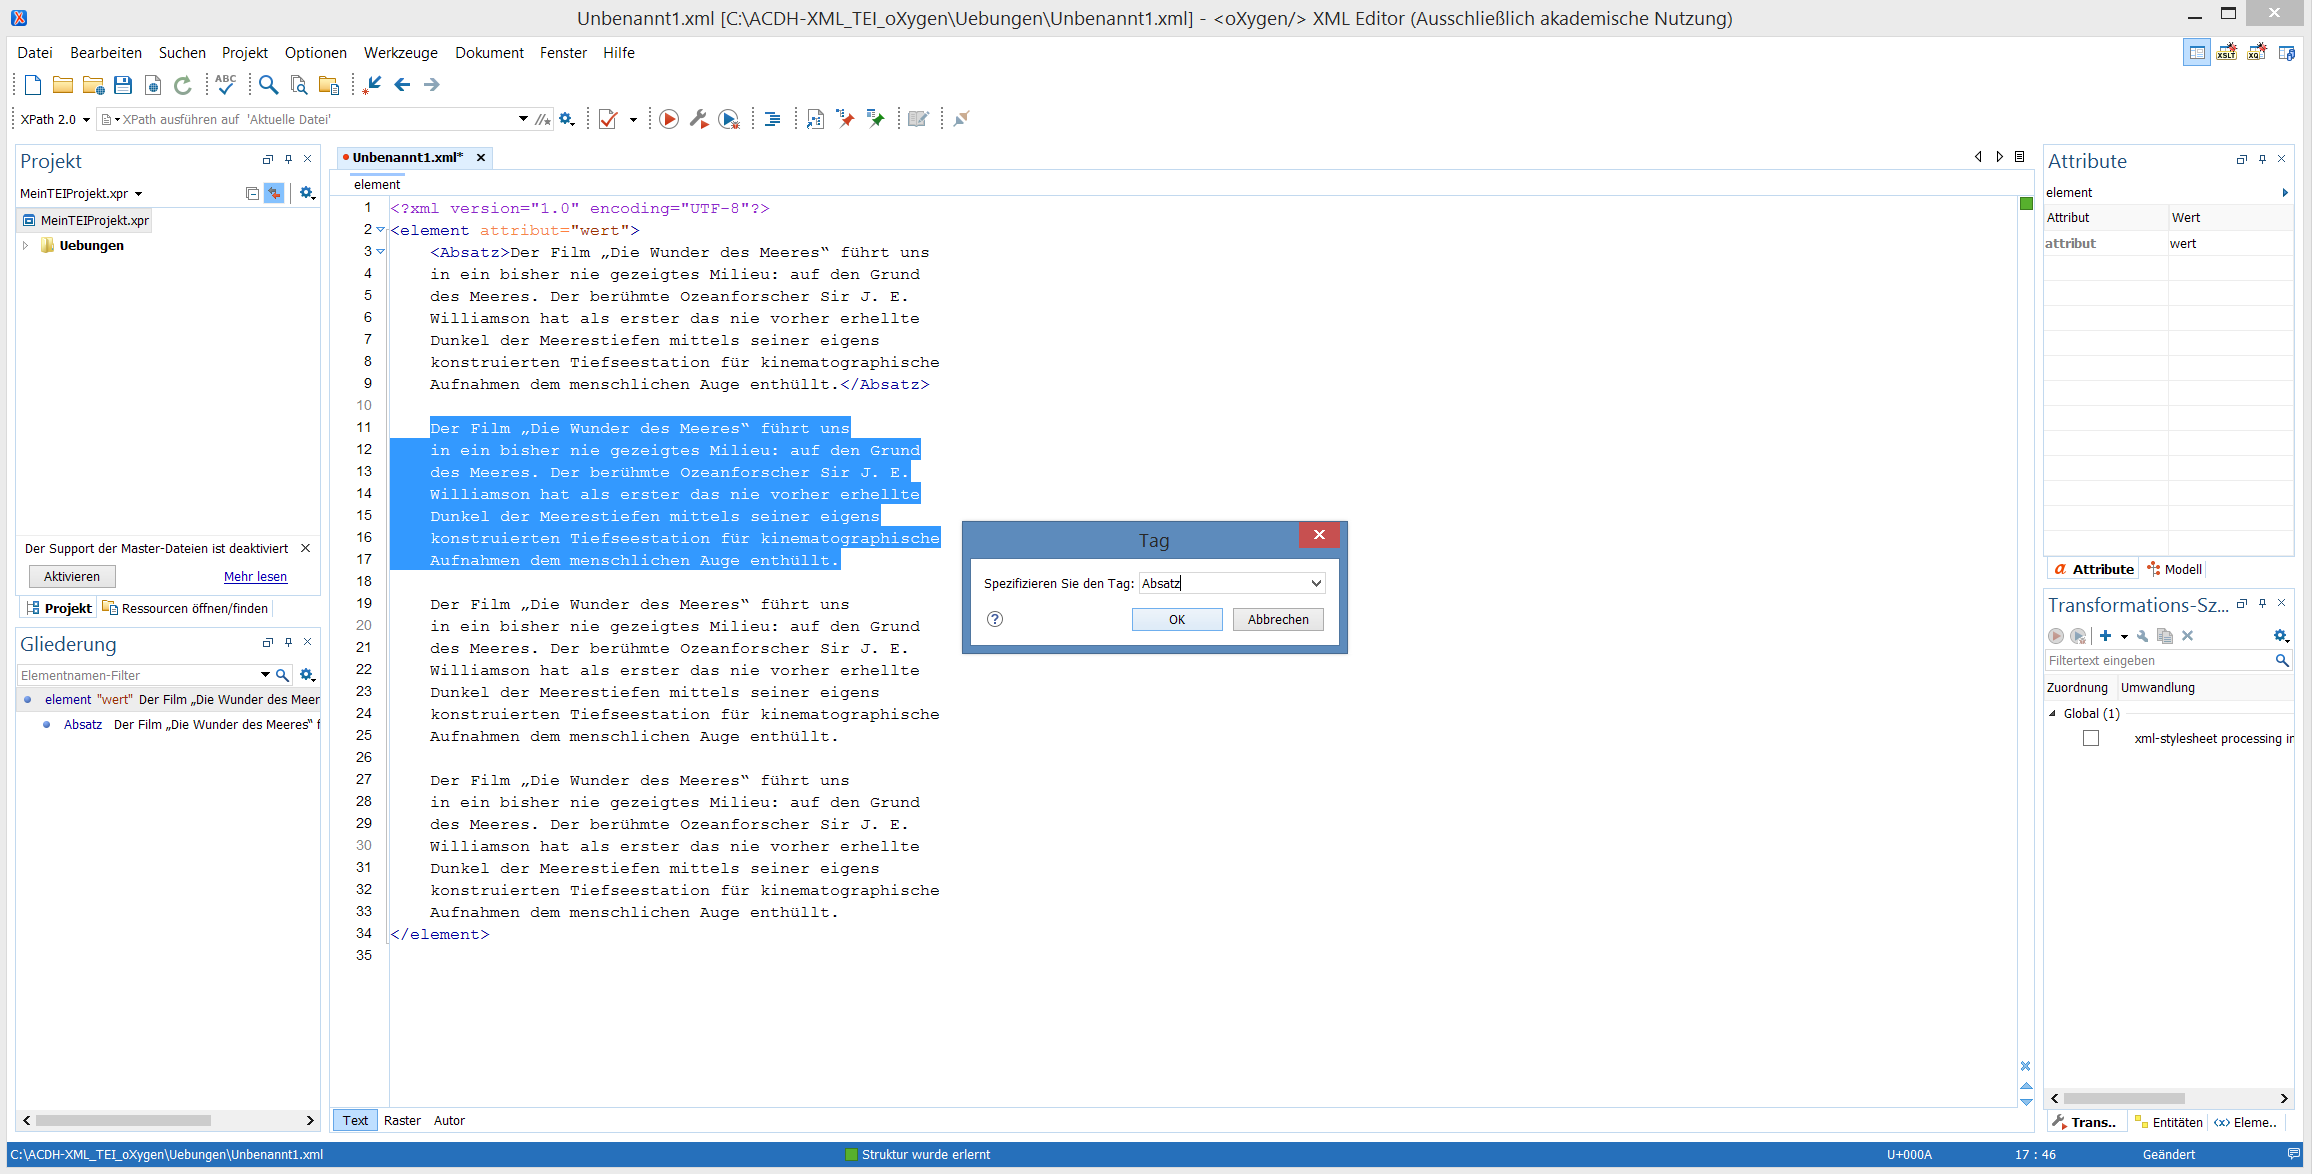 Unbenannt1.xml [C:\ACDH-XML_TEI_oXygen\Uebungen\Unbenannt1.xml] - <oXygen/> XML Editor (Ausschließlich akademische Nutzung)
Datei Bearbeiten Suchen Projekt Optionen Werkzeuge Dokument Fenster Hilfe
XPath 2.0 XPath ausführen auf 'Aktuelle Datei'
Projekt
MeinTEIProjekt.xpr
MeinTEIProjekt.xpr
Uebungen
Der Support der Master-Dateien ist deaktiviert
Aktivieren Mehr lesen
Projekt Ressourcen öffnen/finden
Gliederung
Elementnamen-Filter
element "wert" Der Film „Die Wunder des Meer
Absatz Der Film „Die Wunder des Meeres“ f
Unbenannt1.xml*
element
1 <?xml version="1.0" encoding="UTF-8"?>
2 <element attribut="wert">
3 <Absatz>Der Film „Die Wunder des Meeres“ führt uns
4 in ein bisher nie gezeigtes Milieu: auf den Grund
5 des Meeres. Der berühmte Ozeanforscher Sir J. E.
6 Williamson hat als erster das nie vorher erhellte
7 Dunkel der Meerestiefen mittels seiner eigens
8 konstruierten Tiefseestation für kinematographische
9 Aufnahmen dem menschlichen Auge enthüllt.</Absatz>
10
11 Der Film „Die Wunder des Meeres“ führt uns
12 in ein bisher nie gezeigtes Milieu: auf den Grund
13 des Meeres. Der berühmte Ozeanforscher Sir J. E.
14 Williamson hat als erster das nie vorher erhellte
15 Dunkel der Meerestiefen mittels seiner eigens
16 konstruierten Tiefseestation für kinematographische
17 Aufnahmen dem menschlichen Auge enthüllt.
18
19 Der Film „Die Wunder des Meeres“ führt uns
20 in ein bisher nie gezeigtes Milieu: auf den Grund
21 des Meeres. Der berühmte Ozeanforscher Sir J. E.
22 Williamson hat als erster das nie vorher erhellte
23 Dunkel der Meerestiefen mittels seiner eigens
24 konstruierten Tiefseestation für kinematographische
25 Aufnahmen dem menschlichen Auge enthüllt.
26
27 Der Film „Die Wunder des Meeres“ führt uns
28 in ein bisher nie gezeigtes Milieu: auf den Grund
29 des Meeres. Der berühmte Ozeanforscher Sir J. E.
30 Williamson hat als erster das nie vorher erhellte
31 Dunkel der Meerestiefen mittels seiner eigens
32 konstruierten Tiefseestation für kinematographische
33 Aufnahmen dem menschlichen Auge enthüllt.
34 </element>
35
Text Raster Autor
Tag
Spezifizieren Sie den Tag: Absatz
OK Abbrechen
Attribute
element
Attribut Wert
attribut wert
Attribute Modell
Transformations-Sz...
Filtertext eingeben
Zuordnung Umwandlung
Global (1)
xml-stylesheet processing ir
Trans.. Entitäten Eleme..
C:\ACDH-XML_TEI_oXygen\Uebungen\Unbenannt1.xml Struktur wurde erlernt U+000A 17 : 46 Geändert